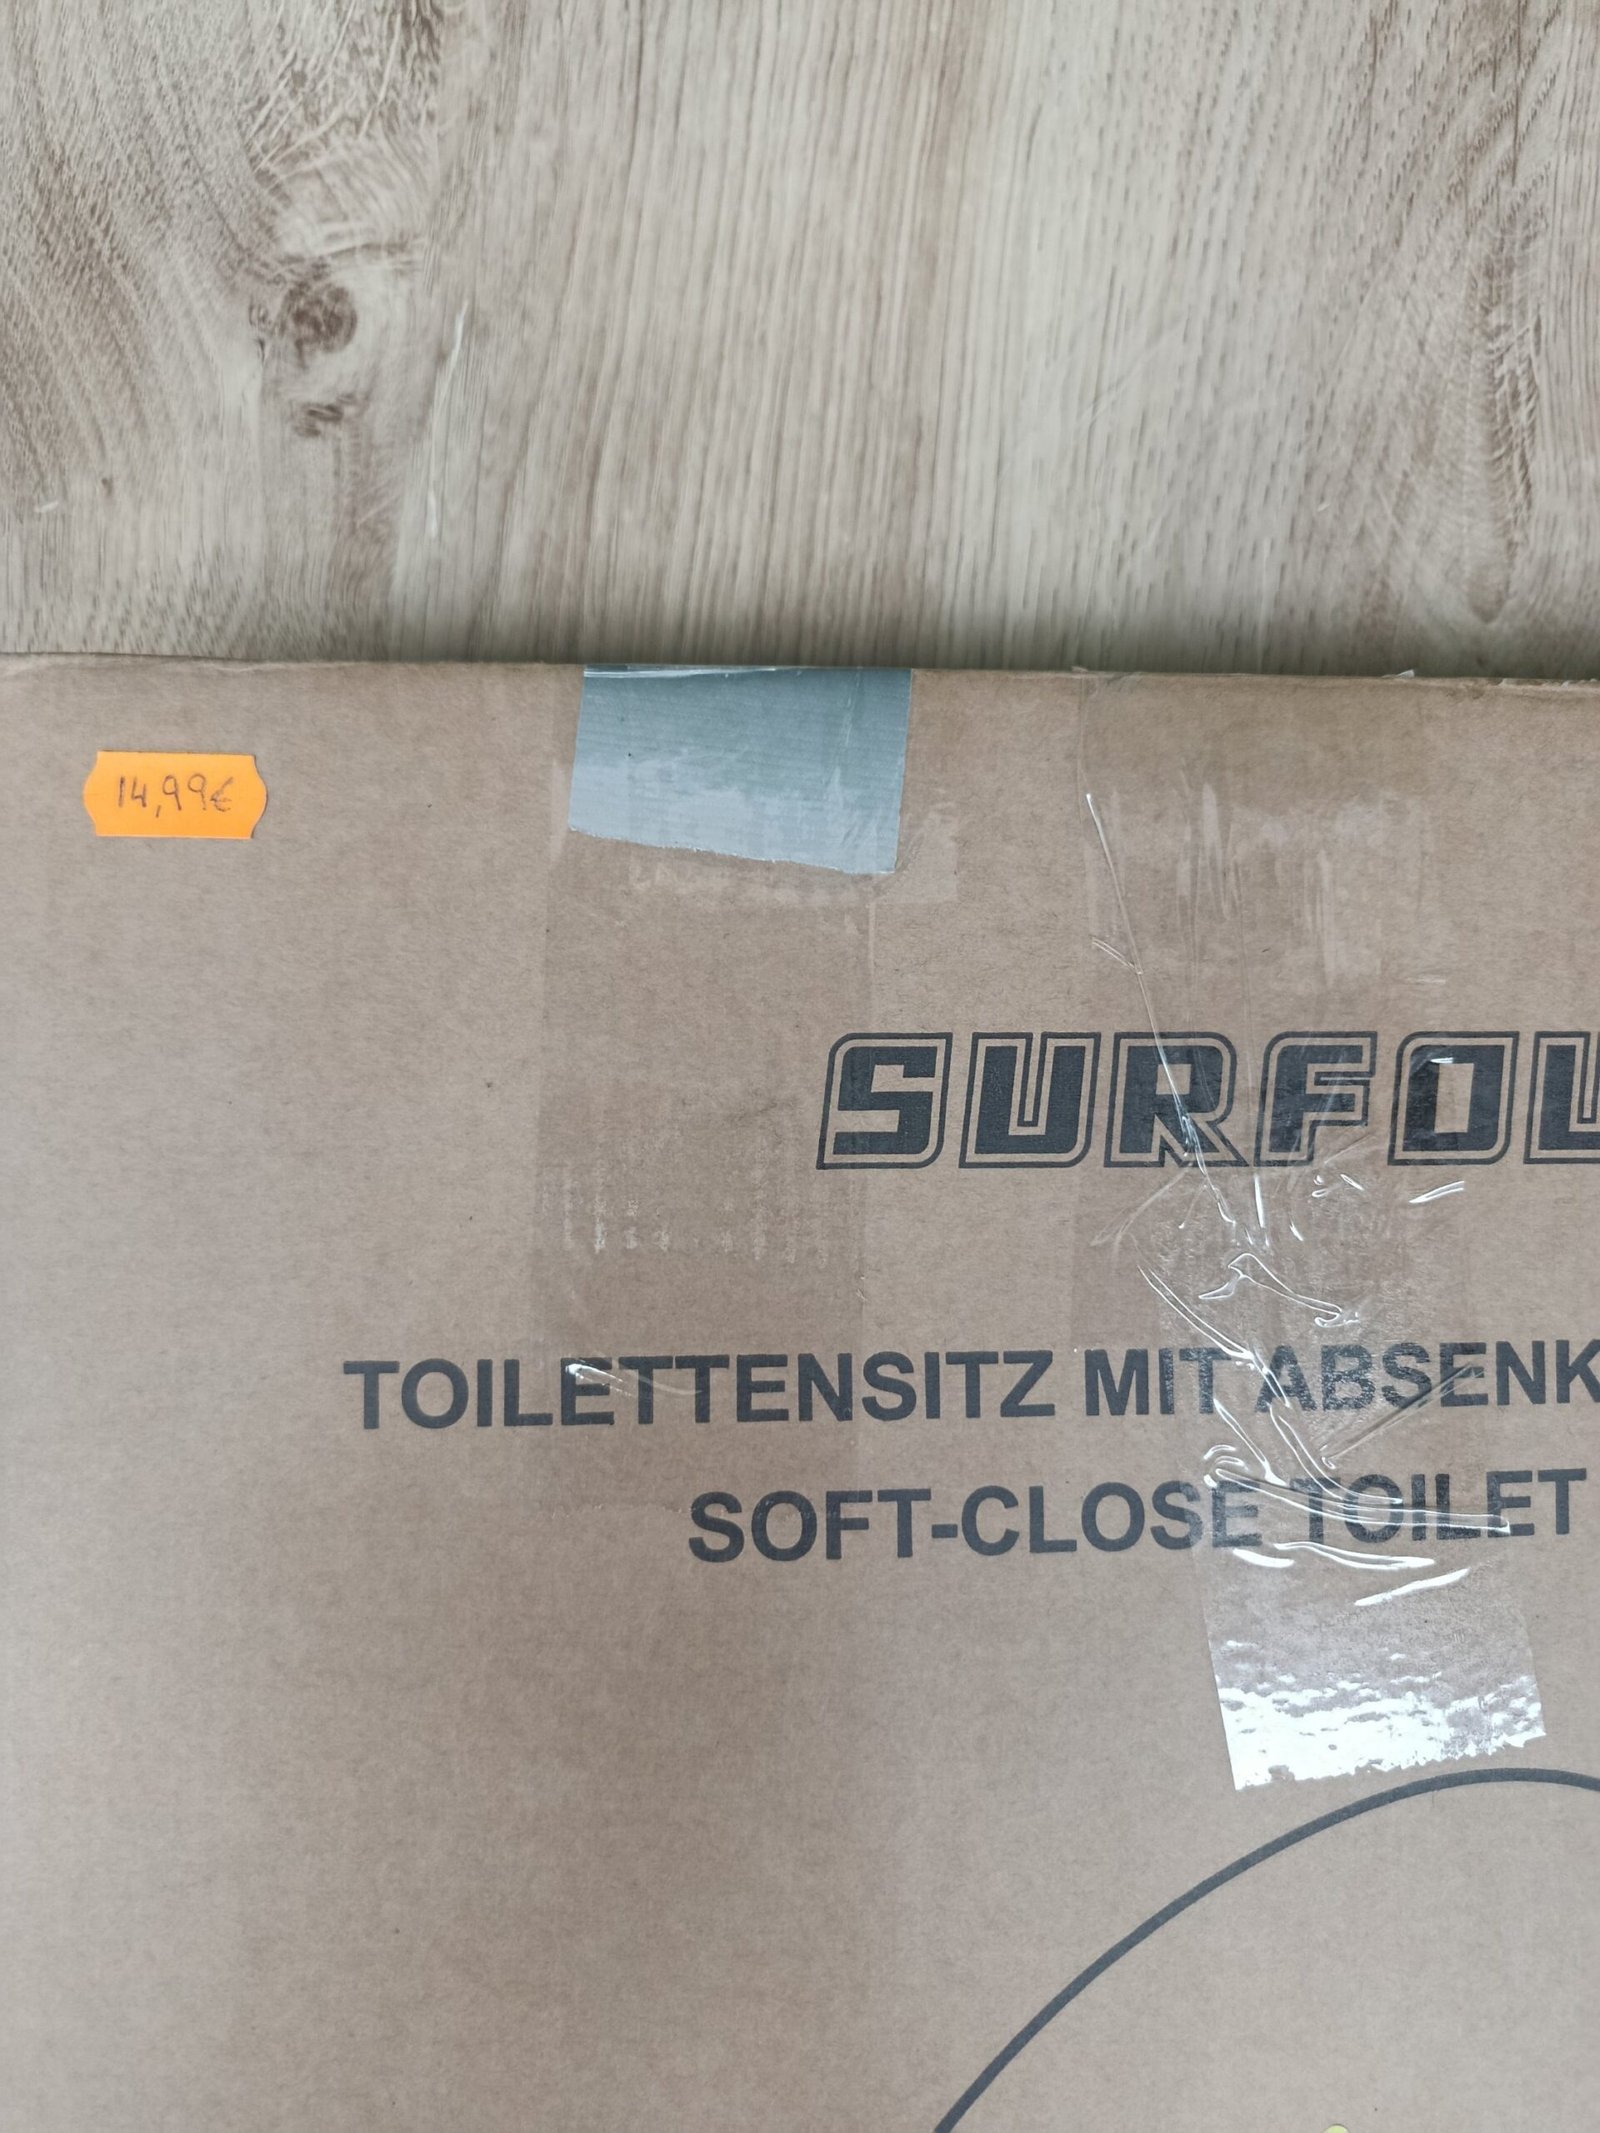 14,99€
SURFOU
TOILETTENSITZ MIT ABSENK
SOFT-CLOSE TOILET